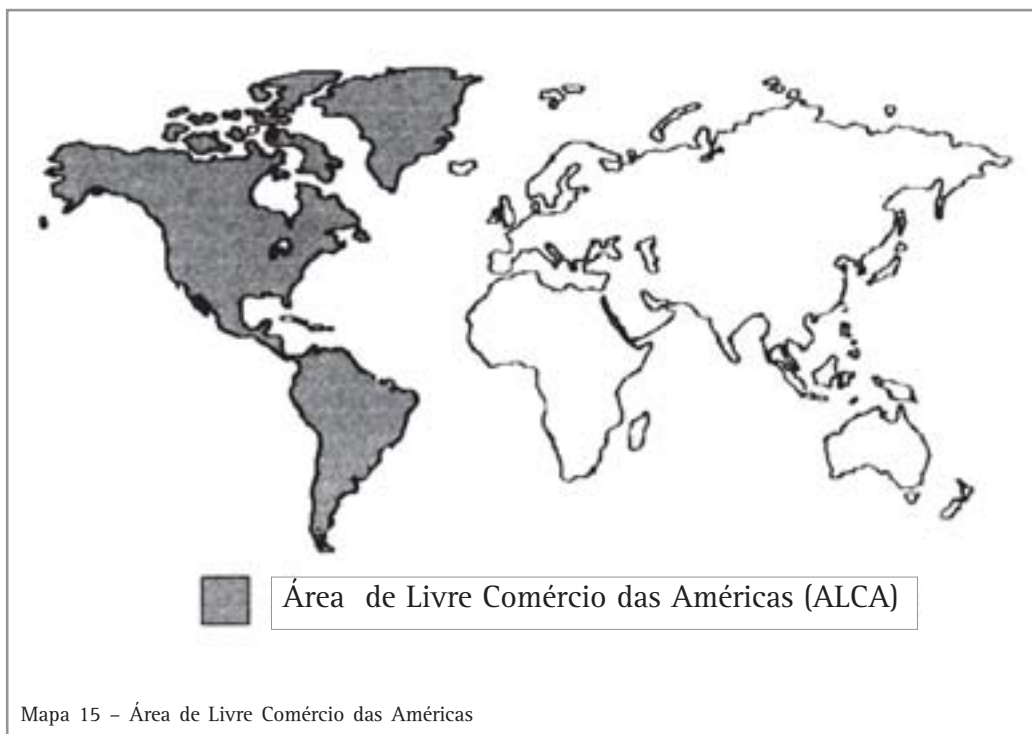 Área de Livre Comércio das Américas (ALCA)
Mapa 15 – Área de Livre Comércio das Américas